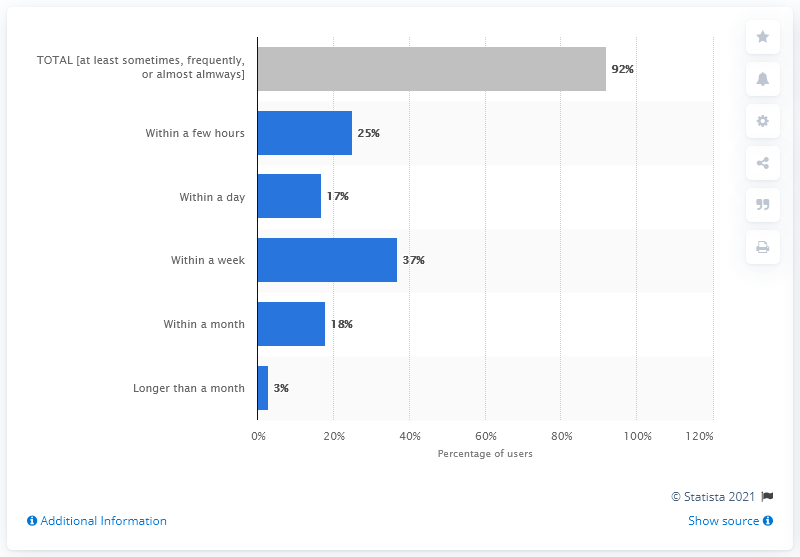 TOTAL [at least sometimes, frequently,
or almost almways]
92%
Within a few hours
25%
Within a day
17%
Within a week
37%
Within a month
18%
Longer than a month
3%
0%
20%
40%
60%
80%
100%
120%
Percentage of users
© Statista 2021
Additional Information
Show source